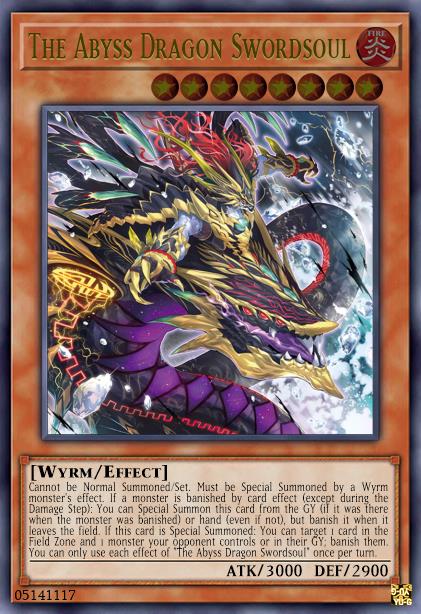 The Abyss Dragon Swordsoul
FIRE
炎
[Wyrm/Effect]
Cannot be Normal Summoned/Set. Must be Special Summoned by a Wyrm
monster's effect. If a monster is banished by card effect (except during the
Damage Step): You can Special Summon this card from the GY (if it was there
when the monster was banished) or hand (even if not), but banish it when it
leaves the field. If this card is Special Summoned: You can target 1 card in the
Field Zone and 1 monster your opponent controls or in their GY; banish them.
You can only use each effect of "The Abyss Dragon Swordsoul" once per turn.
ATK/3000 DEF/2900
05141117